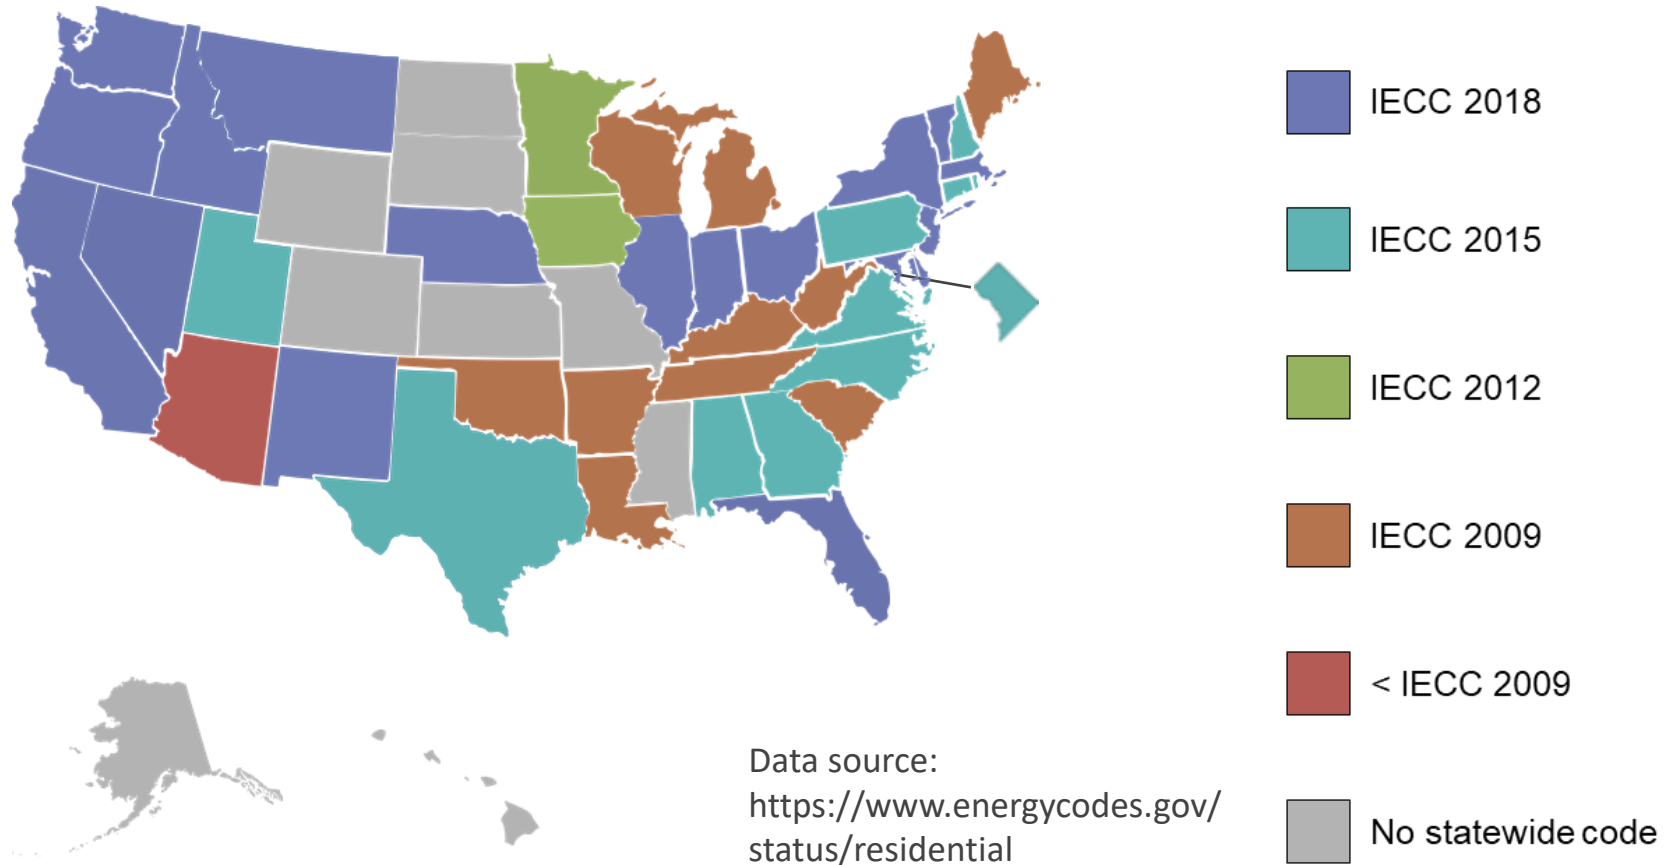 IECC 2018
IECC 2015
IECC 2012
IECC 2009
< IECC 2009
No statewide code
Data source:
https://www.energycodes.gov/
status/residential